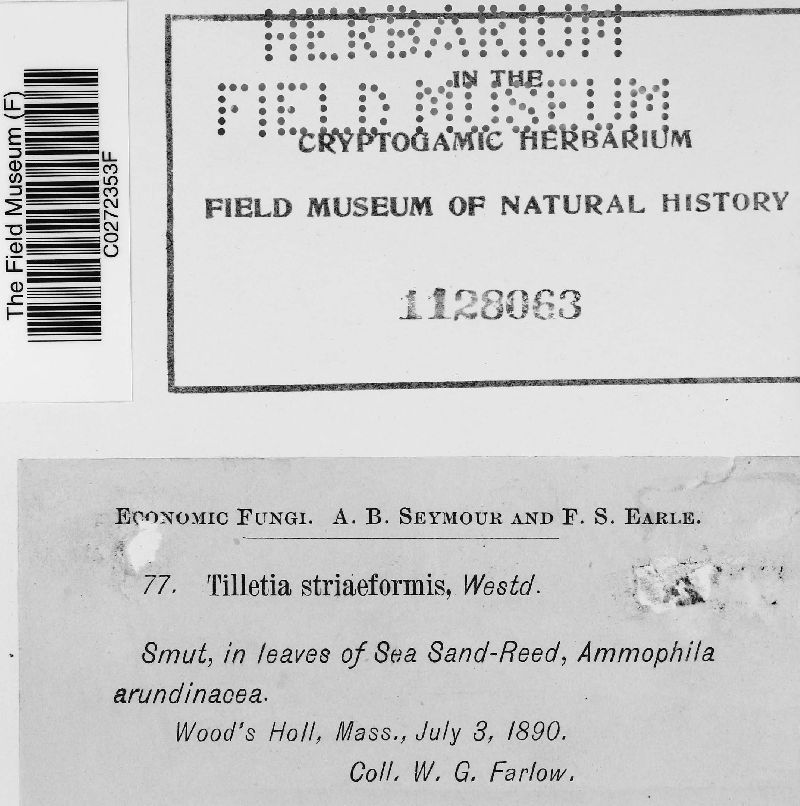 The Field Museum (F)
C0272353F
HERBARIUM
IN THE
FIELD MUSEUM
CRYPTOGAMIC HERBARIUM
FIELD MUSEUM OF NATURAL HISTORY
1128063
ECONOMIC FUNGI. A. B. SEYMOUR AND F. S. EARLE.
77. Tilletia striaeformis, Westd.
Smut, in leaves of Sea Sand-Reed, Ammophila
arundinacea.
Wood's Holl, Mass., July 3, 1890.
Coll. W. G. Farlow.